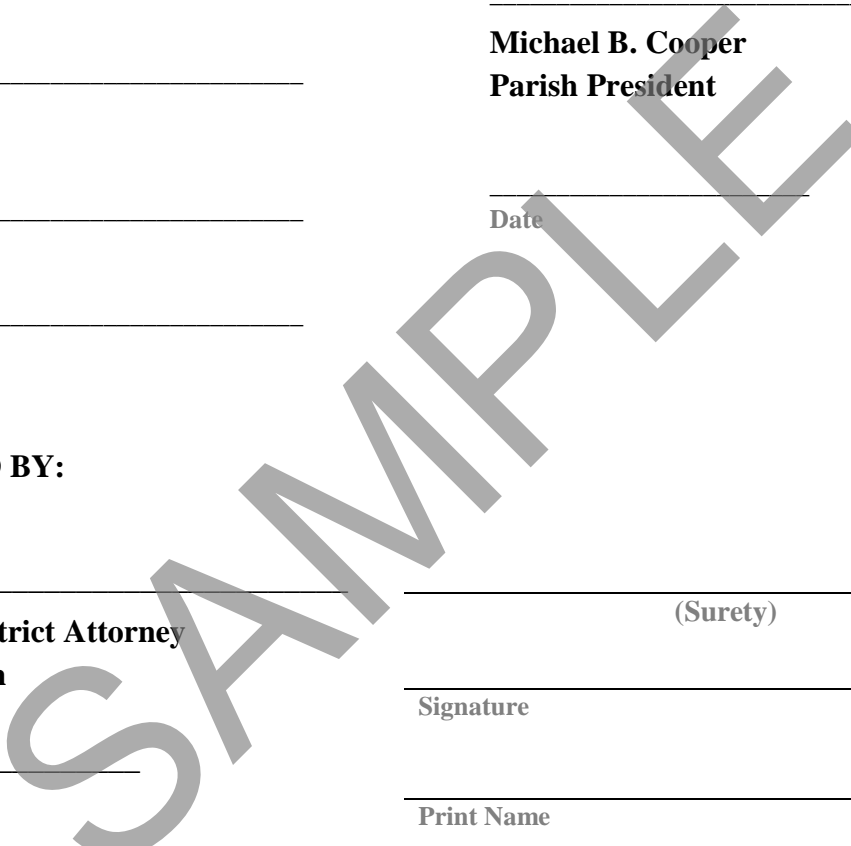 Michael B. Cooper
Parish President
Date
BY:
trict Attorney
(Surety)
Signature
Print Name
SAMPLE